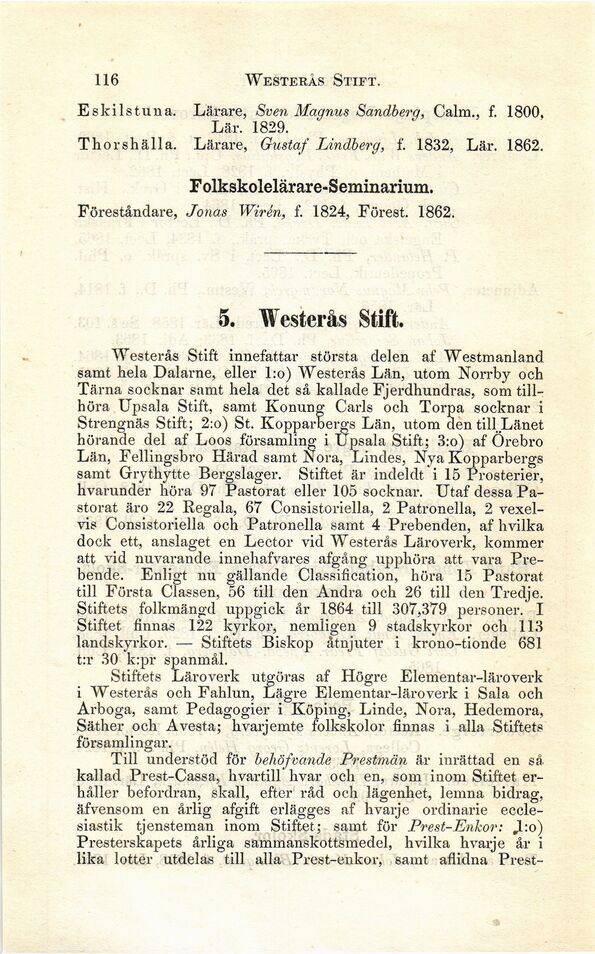 116 WESTERÅS STIFT.
Eskilstuna. Lärare, Sven Magnus Sandberg, Calm., f. 1800,
Lär. 1829.
Thorshälla. Lärare, Gustaf Lindberg, f. 1832, Lär. 1862.
Folkskolelärare-Seminarium.
Föreståndare, Jonas Wirén, f. 1824, Förest. 1862.
5. Westerås Stift.
Westerås Stift innefattar största delen af Westmanland
samt hela Dalarne, eller 1:o) Westerås Län, utom Norrby och
Tärna socknar samt hela det så kallade Fjerdhundras, som till-
höra Upsala Stift, samt Konung Carls och Torpa socknar i
Strengnäs Stift; 2:o) St. Kopparbergs Län, utom den till Länet
hörande del af Loos församling i Upsala Stift; 3:o) af Örebro
Län, Fellingsbro Härad samt Nora, Lindes, Nya Kopparbergs
samt Grythytte Bergslager. Stiftet är indeldt i 15 Prosterier,
hvarunder höra 97 Pastorat eller 105 socknar. Utaf dessa Pa-
storat äro 22 Regala, 67 Consistoriella, 2 Patronella, 2 vexel-
vis Consistoriella och Patronella samt 4 Prebenden, af hvilka
dock ett, anslaget en Lector vid Westerås Läroverk, kommer
att vid nuvarande innehafvares afgång upphöra att vara Pre-
bende. Enligt nu gällande Classification, höra 15 Pastorat
till Första Classen, 56 till den Andra och 26 till den Tredje.
Stiftets folkmängd uppgick år 1864 till 307,379 personer. I
Stiftet finnas 122 kyrkor, nemligen 9 stadskyrkor och 113
landskyrkor. — Stiftets Biskop åtnjuter i krono-tionde 681
t:r 30 k:pr spanmål.
Stiftets Läroverk utgöras af Högre Elementar-läroverk
i Westerås och Fahlun, Lägre Elementar-läroverk i Sala och
Arboga, samt Pedagogier i Köping, Linde, Nora, Hedemora,
Säther och Avesta; hvarjemte folkskolor finnas i alla Stiftets
församlingar.
Till understöd för behöfvande Prestmän är inrättad en så
kallad Prest-Cassa, hvartill hvar och en, som inom Stiftet er-
håller befordran, skall, efter råd och lägenhet, lemna bidrag,
äfvensom en årlig afgift erlägges af hvarje ordinarie eccle-
siastik tjensteman inom Stiftet; samt för Prest-Enkor: 1:o)
Presterskapets årliga sammanskottsmedel, hvilka hvarje år i
lika lotter utdelas till alla Prest-enkor, samt aflidna Prest-